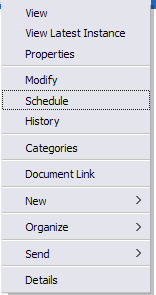 View
View Latest Instance
Properties
Modify
Schedule
History
Categories
Document Link
New
Organize
Send
Details